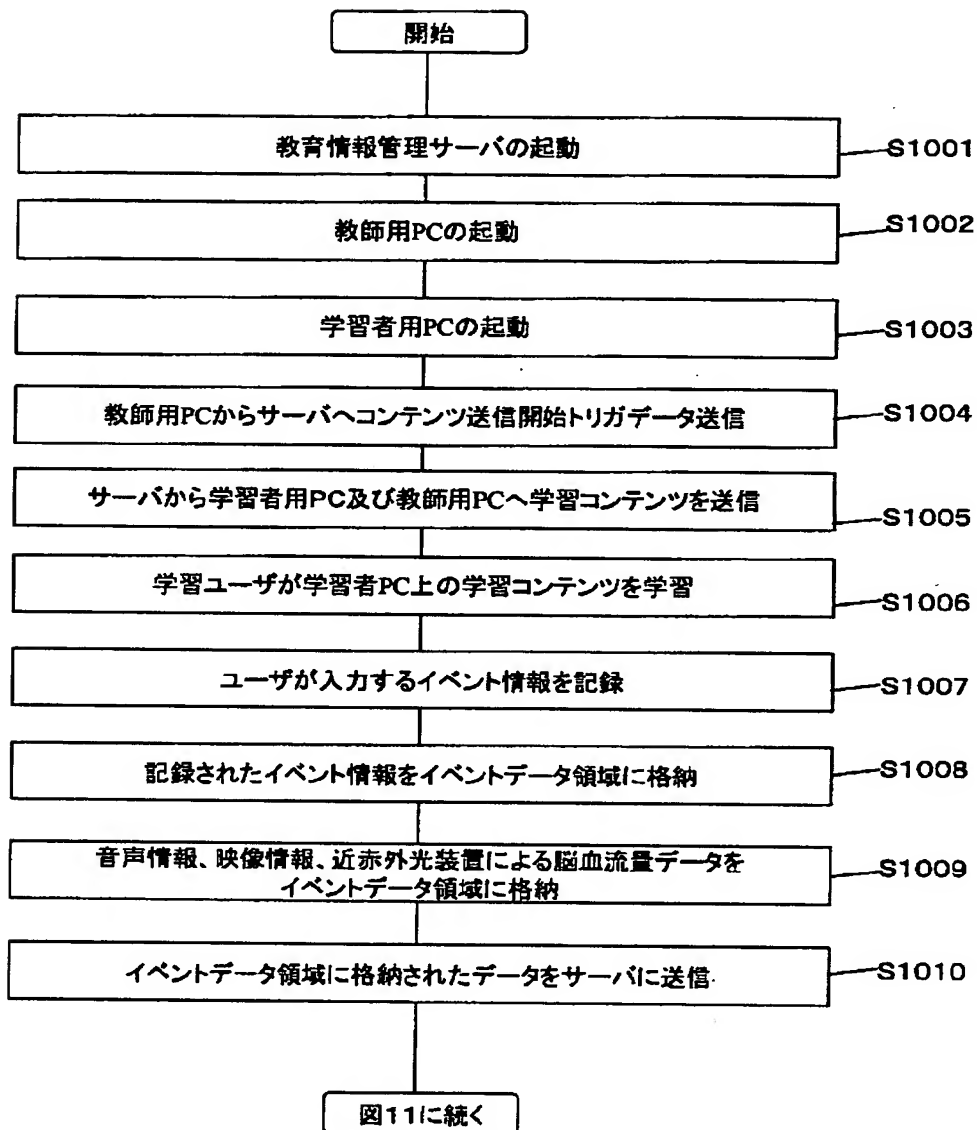 開始
教育情報管理サーバの起動
S1001
教師用PCの起動
S1002
学習者用PCの起動
S1003
教師用PCからサーバへコンテンツ送信開始トリガデータ送信
S1004
サーバから学習者用PC及び教師用PCへ学習コンテンツを送信
S1005
学習ユーザが学習者PC上の学習コンテンツを学習
S1006
ユーザが入力するイベント情報を記録
S1007
記録されたイベント情報をイベントデータ領域に格納
S1008
音声情報、映像情報、近赤外光装置による脳血流量データを
イベントデータ領域に格納
S1009
イベントデータ領域に格納されたデータをサーバに送信
S1010
図11に続く